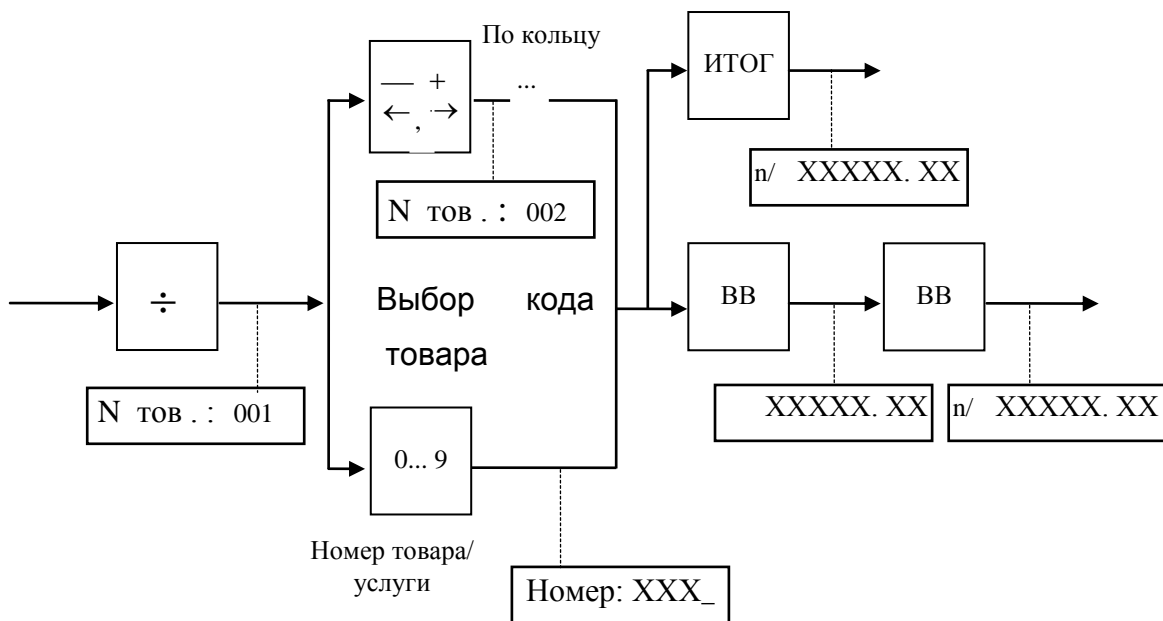 По кольцу
— +
...
← , →
ИТОГ
n/ XXXXX. XX
N тов . : 002
÷
Выбор кода
товара
ВВ
ВВ
N тов . : 001
XXXXX. XX
n/ XXXXX. XX
0... 9
Номер товара/
услуги
Номер: XXX_